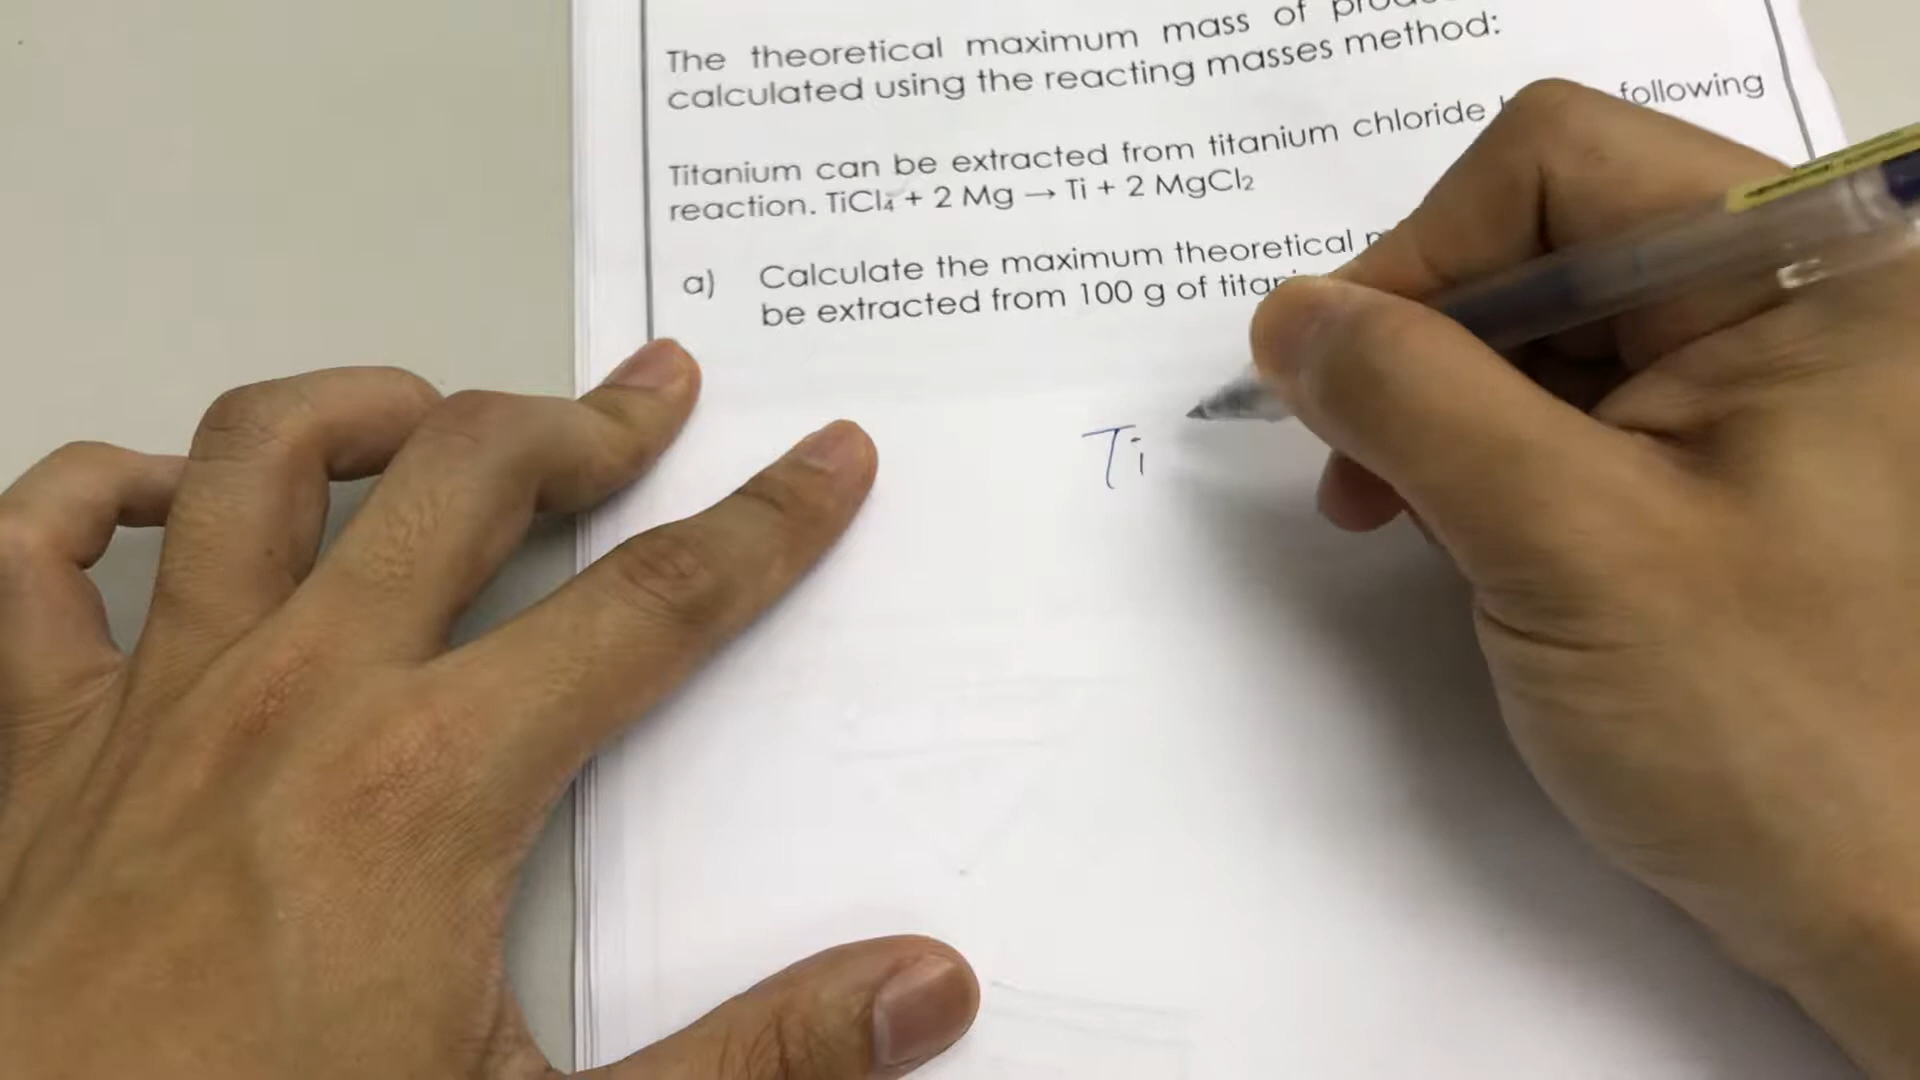 The theoretical maximum mass of
calculated using the reacting masses method:
Titanium can be extracted from titanium chloride following
reaction. TiCl₄ + 2 Mg → Ti + 2 MgCl₂
a) Calculate the maximum theoretical
be extracted from 100 g of
Ti